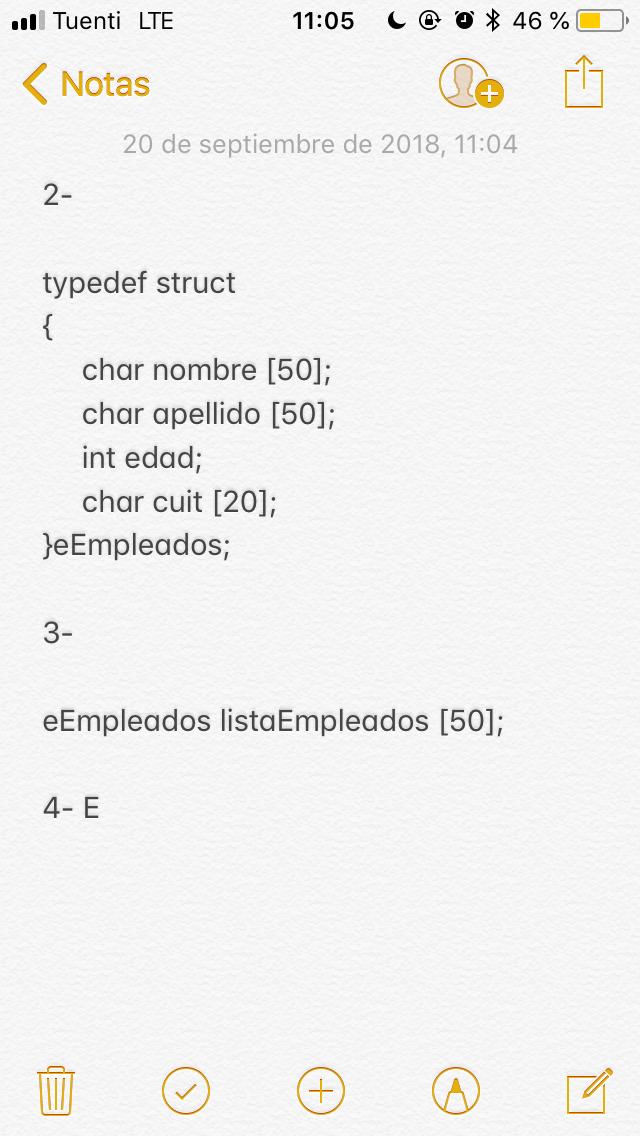 Tuenti LTE 11:05 46 %
Notas
20 de septiembre de 2018, 11:04
2-
typedef struct
{
char nombre [50];
char apellido [50];
int edad;
char cuit [20];
}eEmpleados;
3-
eEmpleados listaEmpleados [50];
4- E